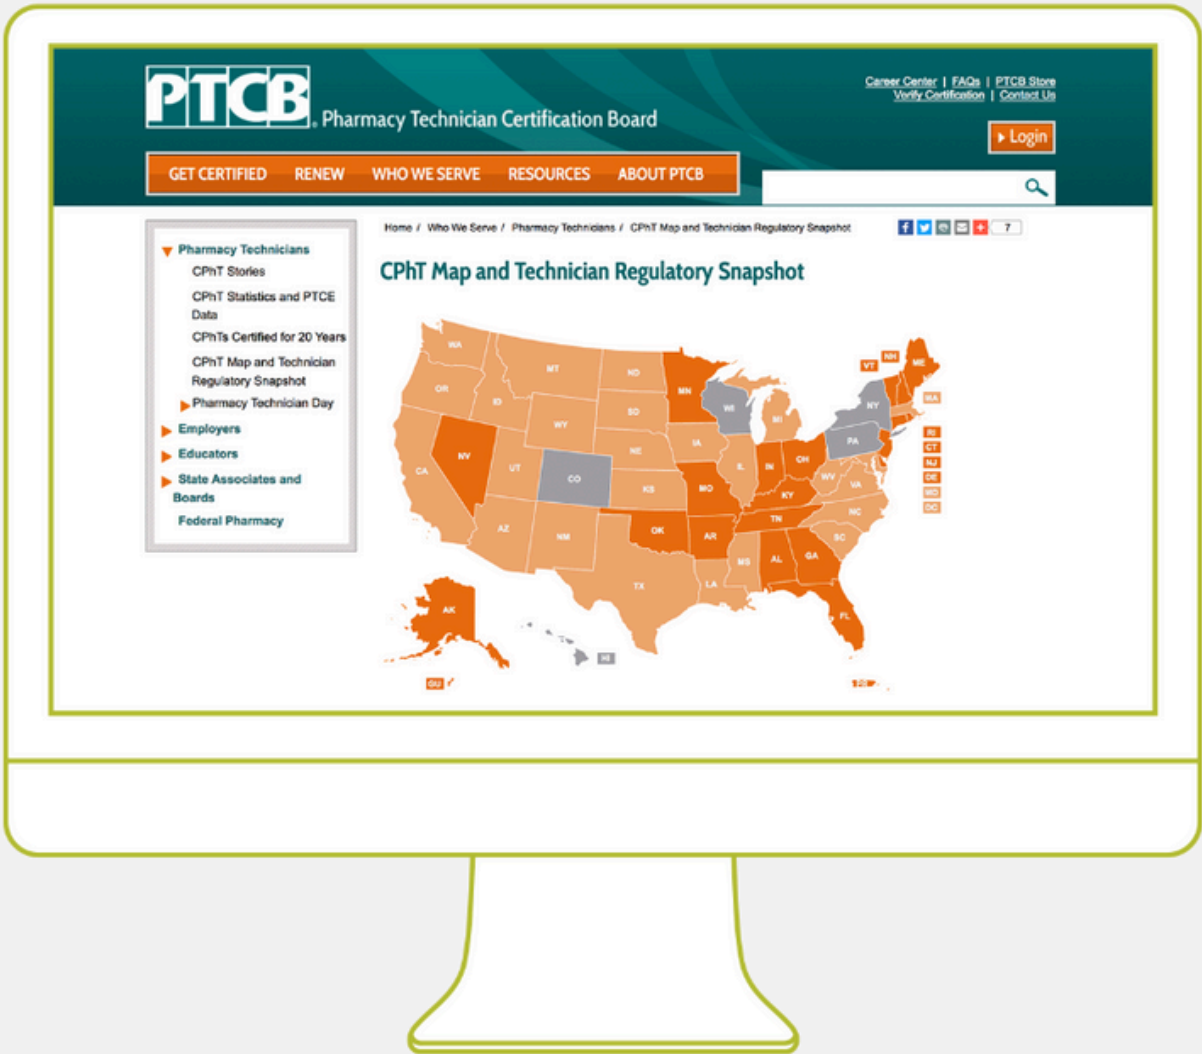 PTCB
Pharmacy Technician Certification Board
Career Center | FAQs | PTCB Store
Verify Certification | Contact Us
Login
GET CERTIFIED RENEW WHO WE SERVE RESOURCES ABOUT PTCB
Pharmacy Technicians
CPhT Stories
CPhT Statistics and PTCE
Data
CPhTs Certified for 20 Years
CPhT Map and Technician
Regulatory Snapshot
Pharmacy Technician Day
Employers
Educators
State Associates and
Boards
Federal Pharmacy
Home / Who We Serve / Pharmacy Technicians / CPhT Map and Technician Regulatory Snapshot
7
CPhT Map and Technician Regulatory Snapshot
WA
MT
ND
MN
VT
NH
ME
OR
ID
SD
WI
MI
NY
MA
WY
IA
PA
RI
NE
CT
NV
UT
CO
IL
IN
OH
NJ
CA
KS
MO
WV
VA
DE
KY
MD
AZ
NM
OK
AR
TN
NC
DC
SC
TX
LA
MS
AL
GA
AK
FL
HI
GU
PR